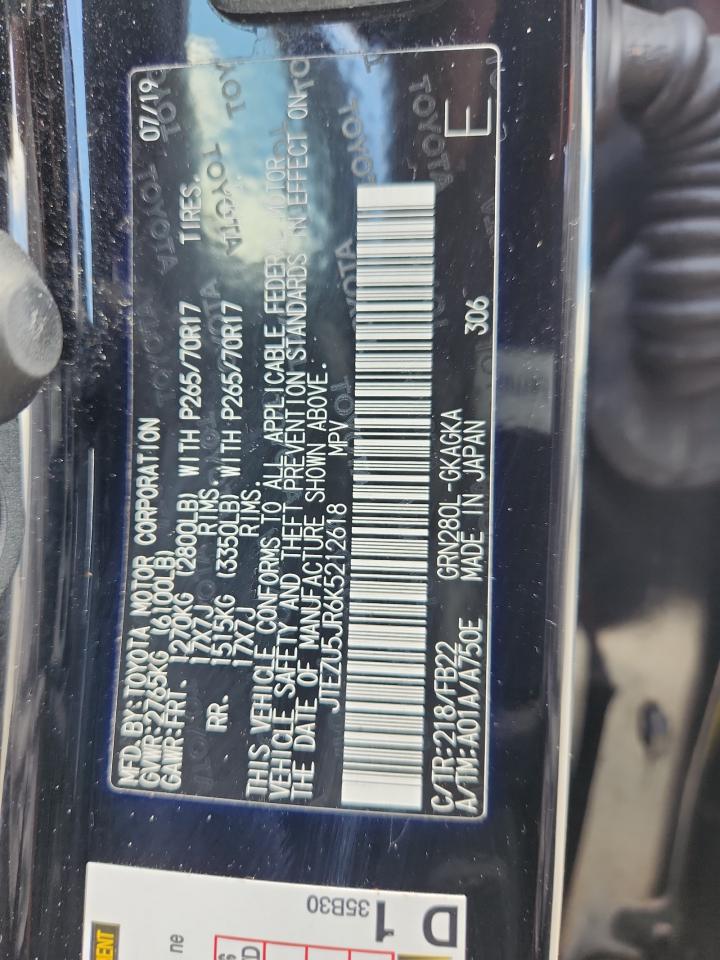 MFD. BY:TOYOTA MOTOR CORPORATION 07/19
GVWR:2765KG (6100LB)
GAWR:FRT. 1270KG (2800LB) WITH P265/70R17 TIRES.
17X7J RIMS.
RR. 1515KG (3350LB) WITH P265/70R17
17X7J RIMS.
THIS VEHICLE CONFORMS TO ALL APPLICABLE FEDERAL MOTOR
VEHICLE SAFETY AND THEFT PREVENTION STANDARDS IN EFFECT ON
THE DATE OF MANUFACTURE SHOWN ABOVE.
JTEZU5JR6K5212618 MPV
C/TR:218/FB22 GRN280L-GKAGKA 306 E
A/TM:A01A/A750E MADE IN JAPAN
D 1
35B30
ne